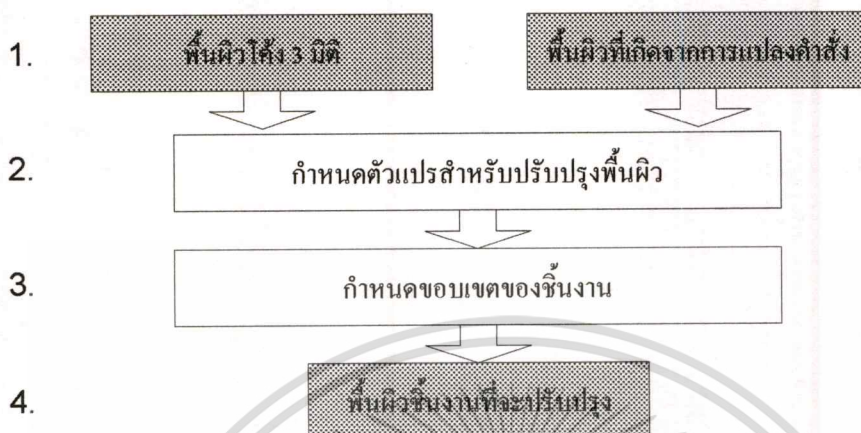 1. พื้นผิวโค้ง 3 มิติ พื้นผิวที่เกิดจากการแปลงคำสั่ง
2. กำหนดตัวแปรสำหรับปรับปรุงพื้นผิว
3. กำหนดขอบเขตของชิ้นงาน
4. พื้นผิวชิ้นงานที่จะปรับปรุง